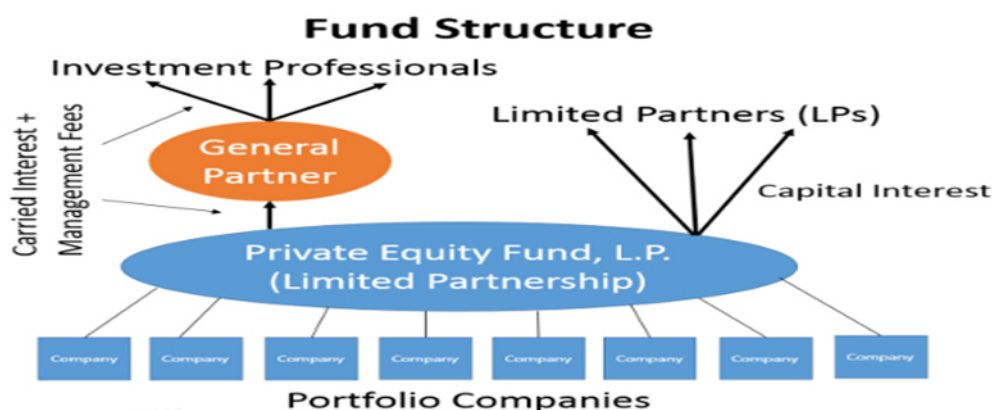 Fund Structure
Investment Professionals
Limited Partners (LPs)
Carried Interest +
Management Fees
General
Partner
Capital Interest
Private Equity Fund, L.P.
(Limited Partnership)
Company Company Company Company Company Company Company Company
Portfolio Companies